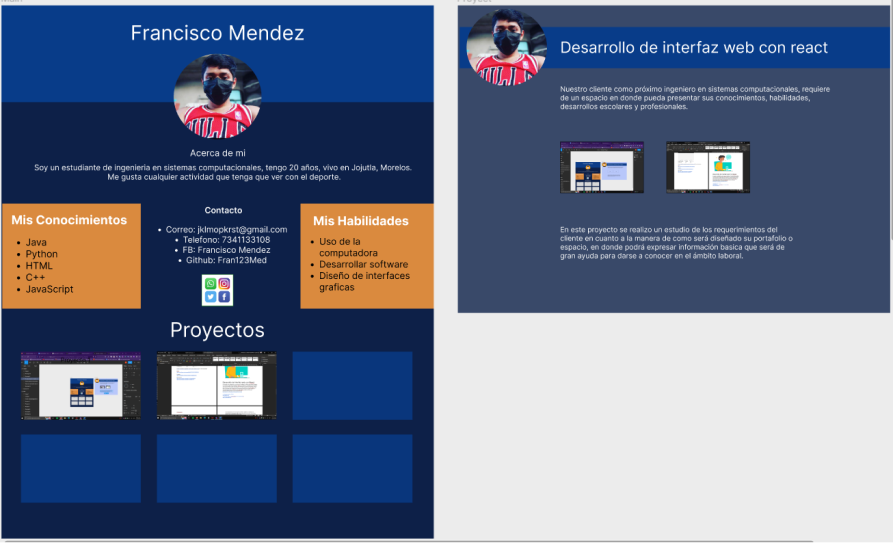 Francisco Mendez
Acerca de mi
Soy un estudiante de ingenieria en sistemas computacionales, tengo 20 años, vivo en Jojutla, Morelos.
Me gusta cualquier actividad que tenga que ver con el deporte.
Mis Conocimientos
Java
Python
HTML
C++
JavaScript
Contacto
Correo: jklmopkrst@gmail.com
Telefono: 7341133108
FB: Francisco Mendez
Github: Fran123Med
Mis Habilidades
Uso de la
computadora
Desarrollar software
Diseño de interfaces
graficas
Proyectos
Desarrollo de interfaz web con react
Nuestro cliente como próximo ingeniero en sistemas computacionales, requiere
de un espacio en donde pueda presentar sus conocimientos, habilidades,
desarrollos escolares y profesionales.
En este proyecto se realizo un estudio de los requerimientos del
cliente en cuanto a la manera de como será diseñado su portafolio o
espacio, en donde podrá expresar información basica que será de
gran ayuda para darse a conocer en el ámbito laboral.